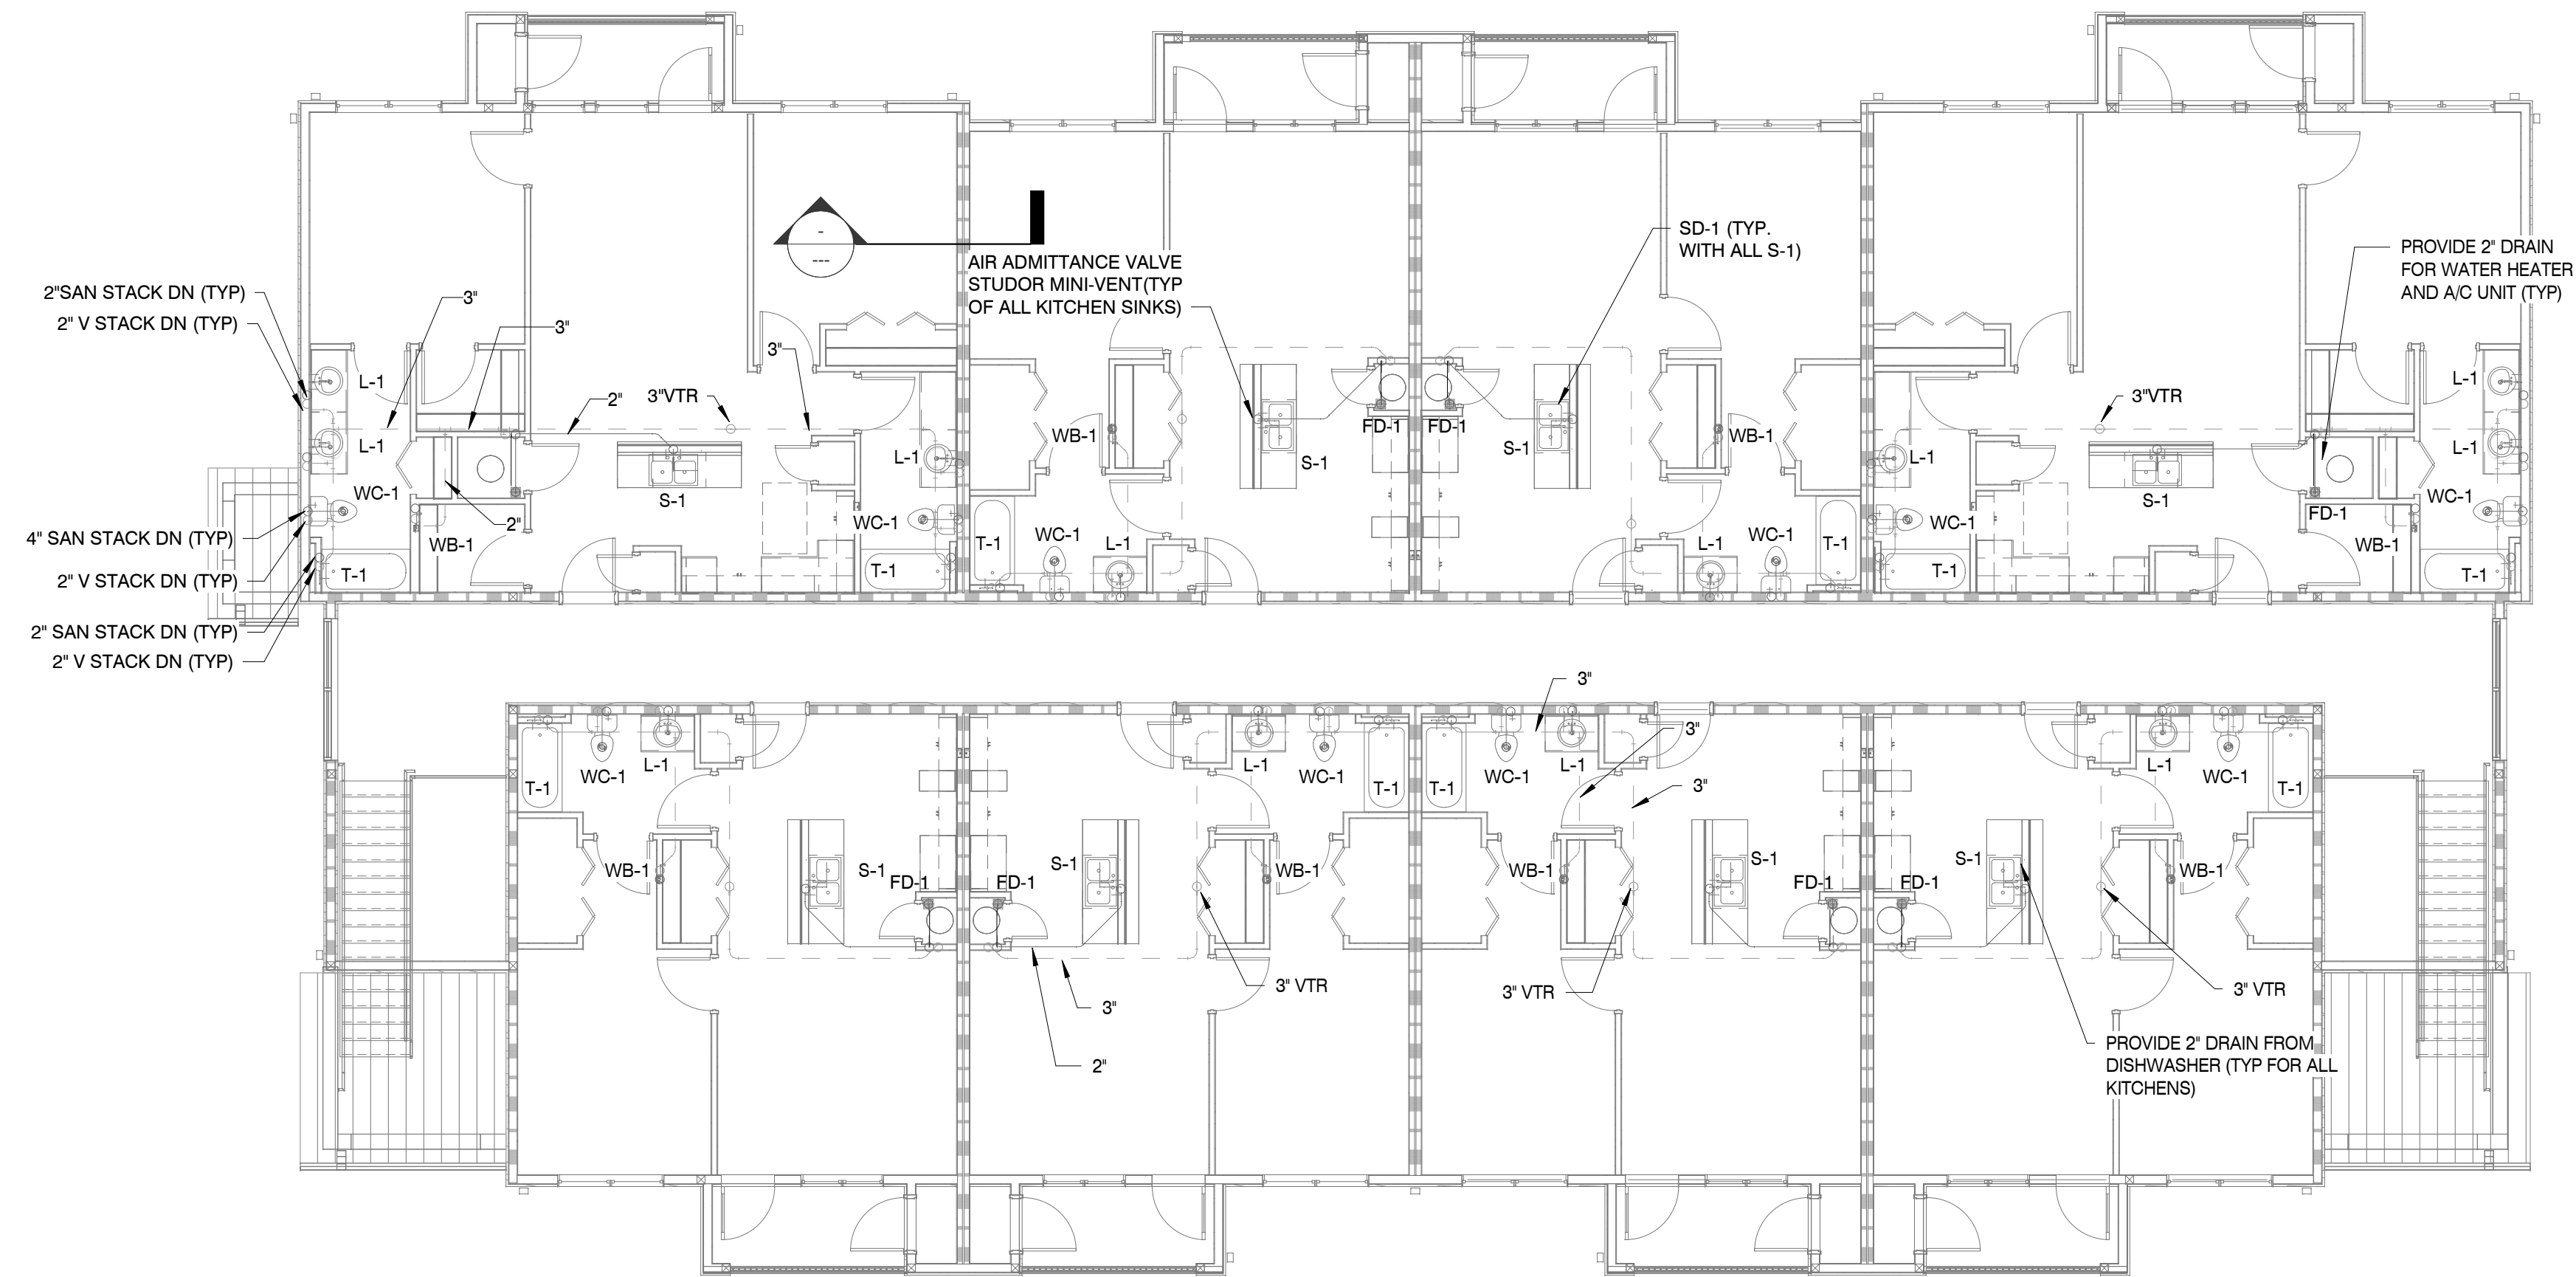 -
---
SD-1 (TYP.
WITH ALL S-1)
PROVIDE 2" DRAIN
FOR WATER HEATER
AND A/C UNIT (TYP)
AIR ADMITTANCE VALVE
STUDOR MINI-VENT(TYP
OF ALL KITCHEN SINKS)
2"SAN STACK DN (TYP)
2" V STACK DN (TYP)
3"
3"
3"
L-1
2"
3"VTR
3"VTR
L-1
L-1
WB-1
FD-1
FD-1
WB-1
L-1
L-1
L-1
S-1
S-1
WC-1
S-1
S-1
WC-1
FD-1
2"
WC-1
WC-1
4" SAN STACK DN (TYP)
WB-1
T-1
WC-1
L-1
L-1
WC-1
T-1
WB-1
2" V STACK DN (TYP)
T-1
T-1
T-1
T-1
2" SAN STACK DN (TYP)
2" V STACK DN (TYP)
3"
3"
WC-1
L-1
L-1
WC-1
WC-1
L-1
L-1
WC-1
T-1
T-1
T-1
3"
T-1
WB-1
S-1
FD-1
FD-1
S-1
WB-1
WB-1
S-1
FD-1
FD-1
S-1
WB-1
3" VTR
3" VTR
3" VTR
3"
2"
PROVIDE 2" DRAIN FROM
DISHWASHER (TYP FOR ALL
KITCHENS)